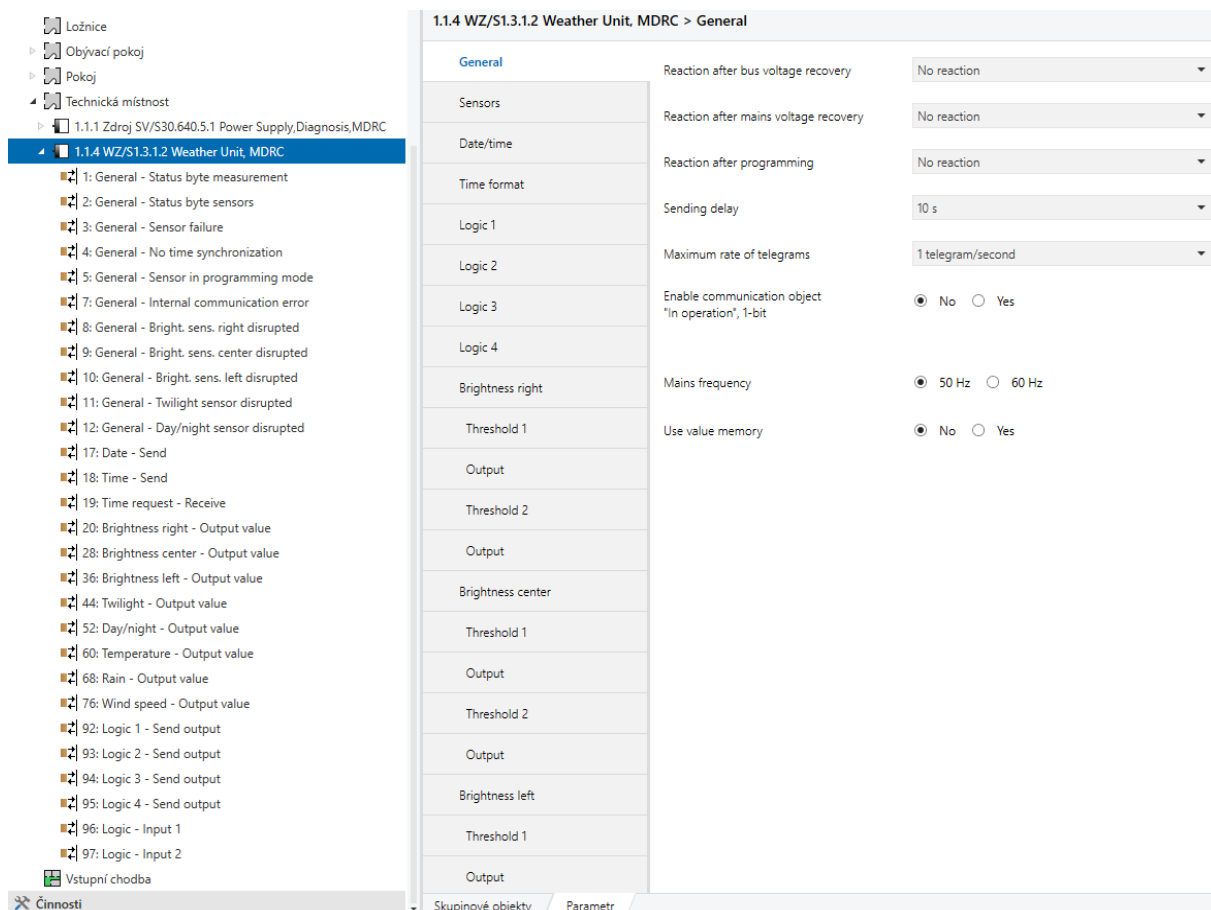 Ložnice
Obývací pokoj
Pokoj
Technická místnost
1.1.1 Zdroj SV/S30.640.5.1 Power Supply,Diagnosis,MDRC
1.1.4 WZ/S1.3.1.2 Weather Unit, MDRC
1: General - Status byte measurement
2: General - Status byte sensors
3: General - Sensor failure
4: General - No time synchronization
5: General - Sensor in programming mode
7: General - Internal communication error
8: General - Bright. sens. right disrupted
9: General - Bright. sens. center disrupted
10: General - Bright. sens. left disrupted
11: General - Twilight sensor disrupted
12: General - Day/night sensor disrupted
17: Date - Send
18: Time - Send
19: Time request - Receive
20: Brightness right - Output value
28: Brightness center - Output value
36: Brightness left - Output value
44: Twilight - Output value
52: Day/night - Output value
60: Temperature - Output value
68: Rain - Output value
76: Wind speed - Output value
92: Logic 1 - Send output
93: Logic 2 - Send output
94: Logic 3 - Send output
95: Logic 4 - Send output
96: Logic - Input 1
97: Logic - Input 2
Vstupní chodba
Činnosti
1.1.4 WZ/S1.3.1.2 Weather Unit, MDRC > General
General
Sensors
Date/time
Time format
Logic 1
Logic 2
Logic 3
Logic 4
Brightness right
Threshold 1
Output
Threshold 2
Output
Brightness center
Threshold 1
Output
Threshold 2
Output
Brightness left
Threshold 1
Output
Reaction after bus voltage recovery No reaction
Reaction after mains voltage recovery No reaction
Reaction after programming No reaction
Sending delay 10 s
Maximum rate of telegrams 1 telegram/second
Enable communication object
"In operation", 1-bit No Yes
Mains frequency 50 Hz 60 Hz
Use value memory No Yes
Skupinové objekty Parametr